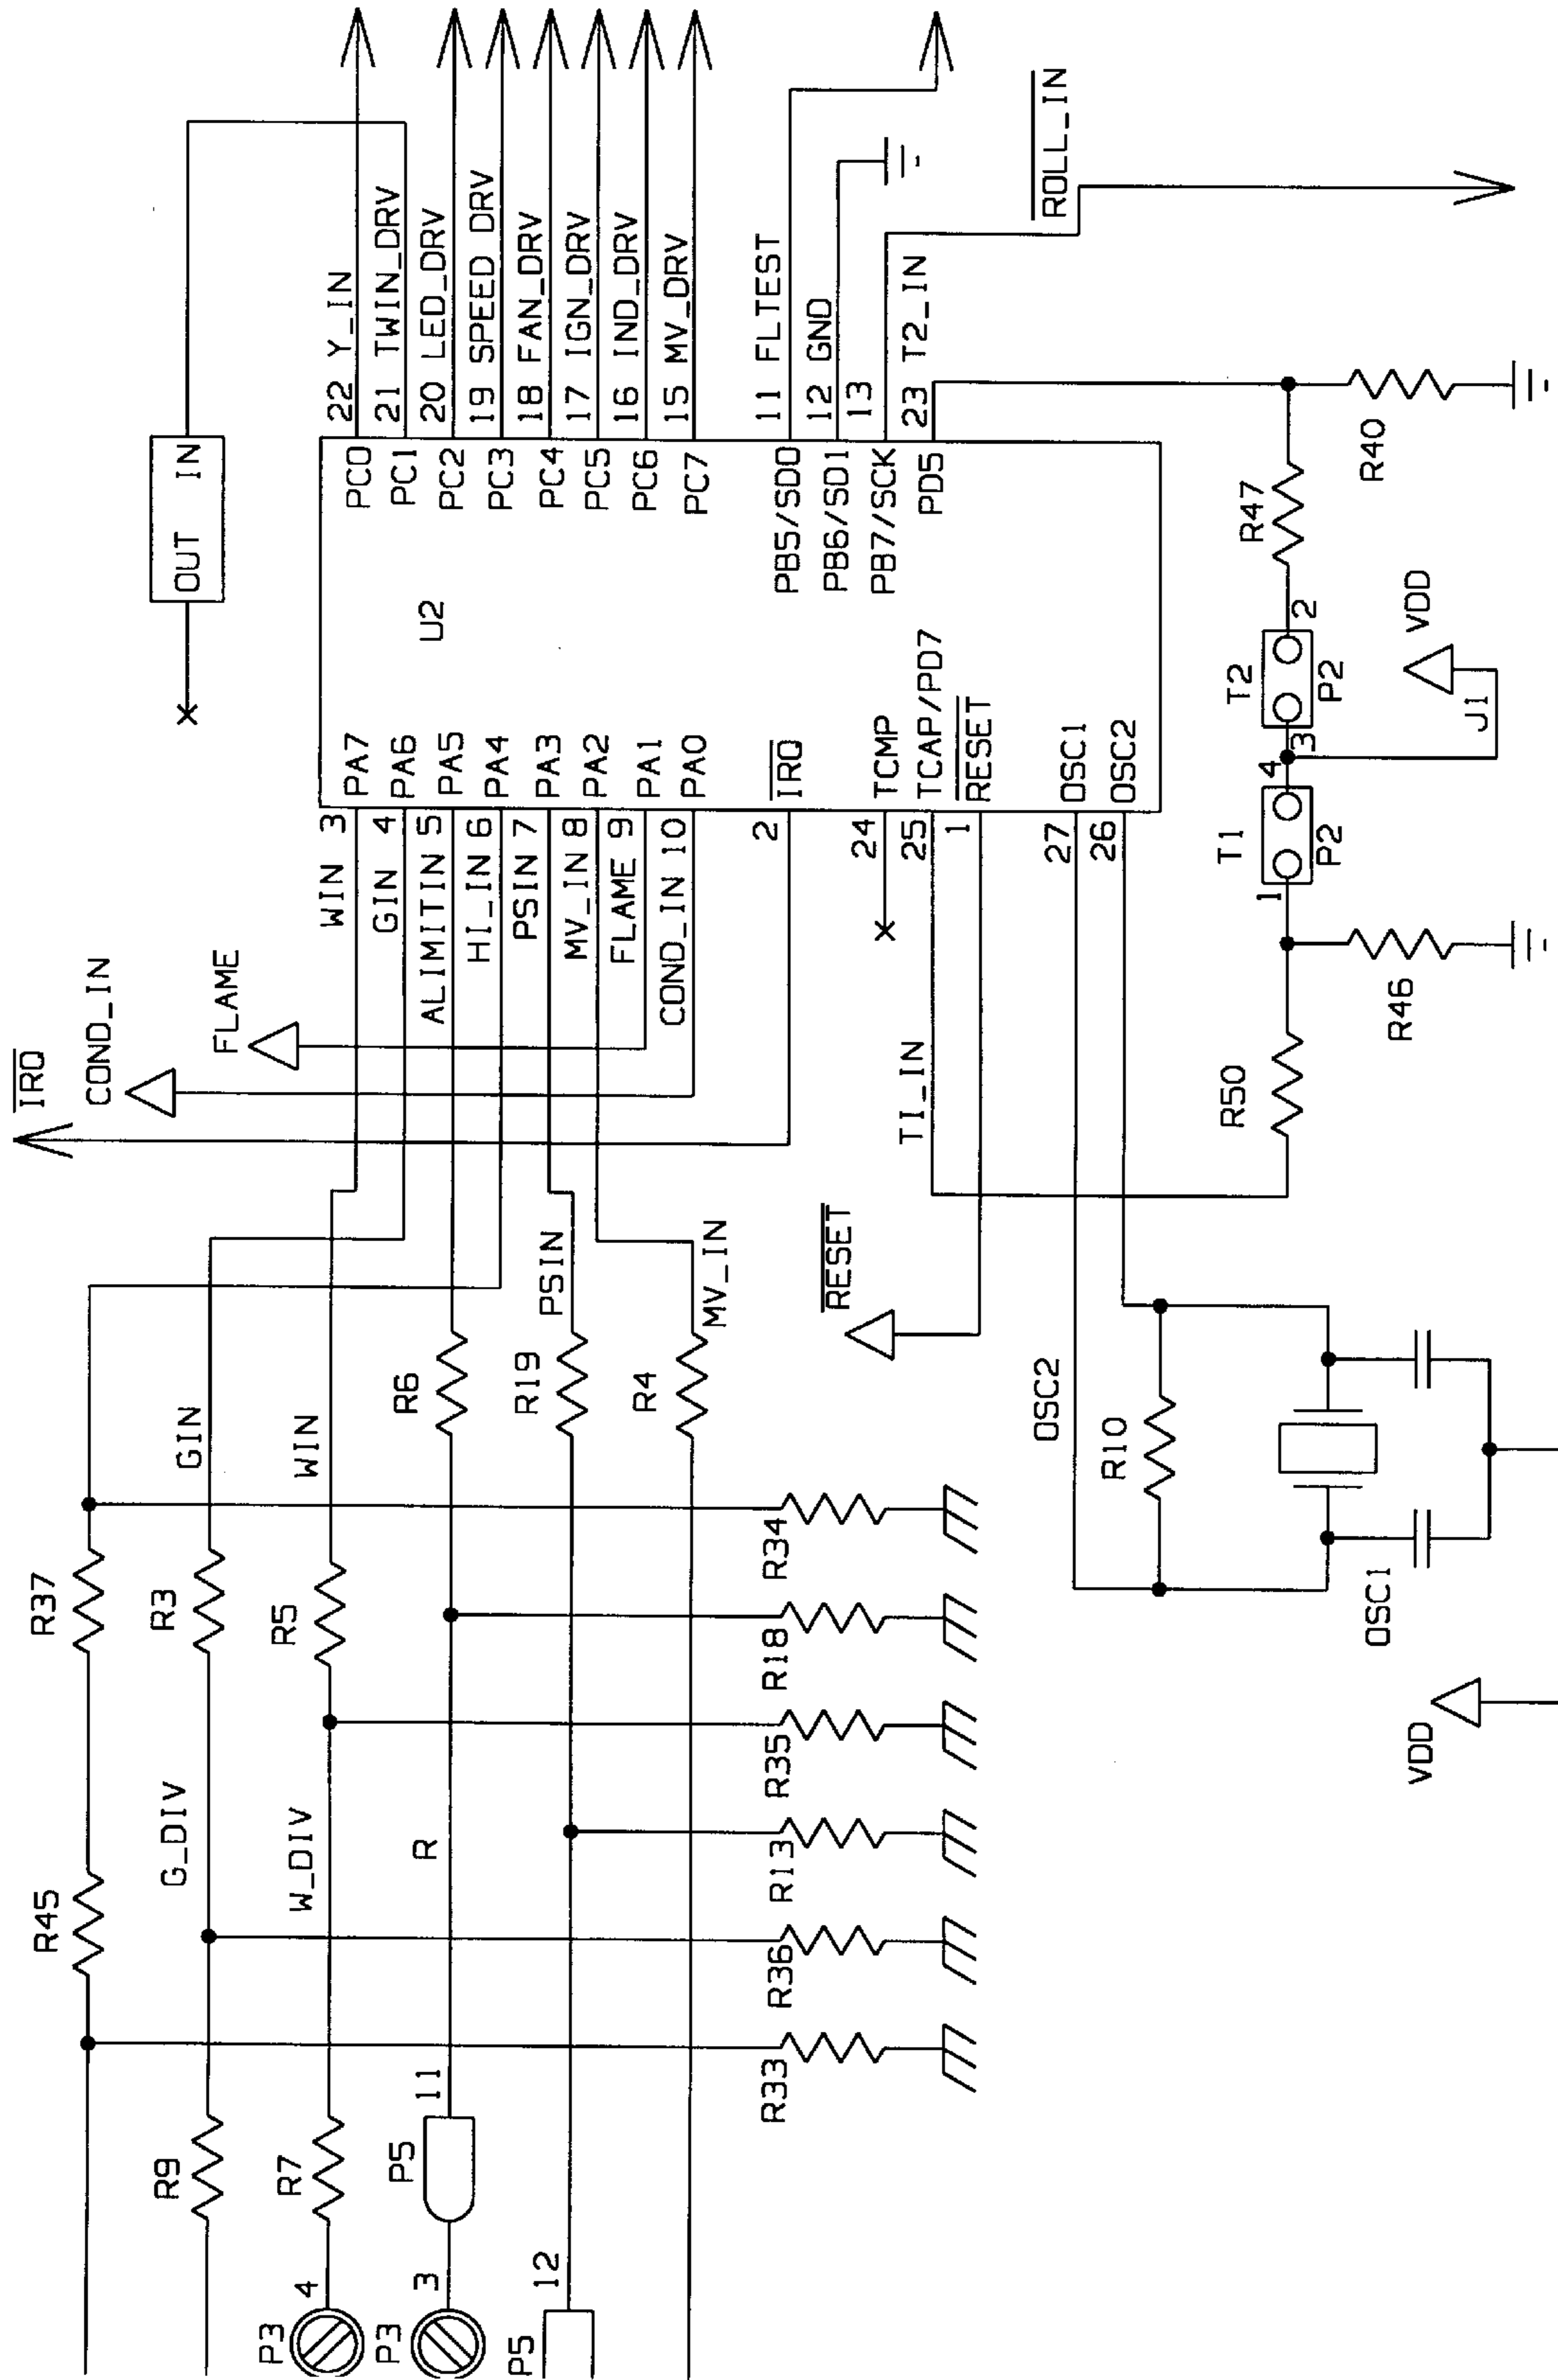 IRQ
COND_IN
FLAME
OUT IN
U2
WIN 3 PA7
GIN 4 PA6
ALIMITIN 5 PA5
HI_IN 6 PA4
PSIN 7 PA3
MV_IN 8 PA2
FLAME 9 PA1
COND_IN 10 PA0
2 IRQ
24 TCMP
25 TCAP/PD7
1 RESET
27 OSC1
26 OSC2
PC0 22 Y_IN
PC1 21 TWIN_DRV
PC2 20 LED_DRV
PC3 19 SPEED DRV
PC4 18 FAN_DRV
PC5 17 IGN_DRV
PC6 16 IND_DRV
PC7 15 MV_DRV
PB5/SD0 11 FLTEST
PB6/SD1 12 GND
PB7/SCK 13
PD5 23 T2_IN
ROLL_IN
R37
R45
GIN
R3
G_DIV
R9
WIN
R5
W_DIV
R7
4
P3
R6
R
11
P5
3
P3
PSIN
R19
12
P5
MV_IN
R4
R33
R36
R13
R35
R18
R34
RESET
TI_IN
R50
R46
1 T1 P2 4
3 T2 P2 2
R47
R40
J1
VDD
OSC2
R10
OSC1
VDD